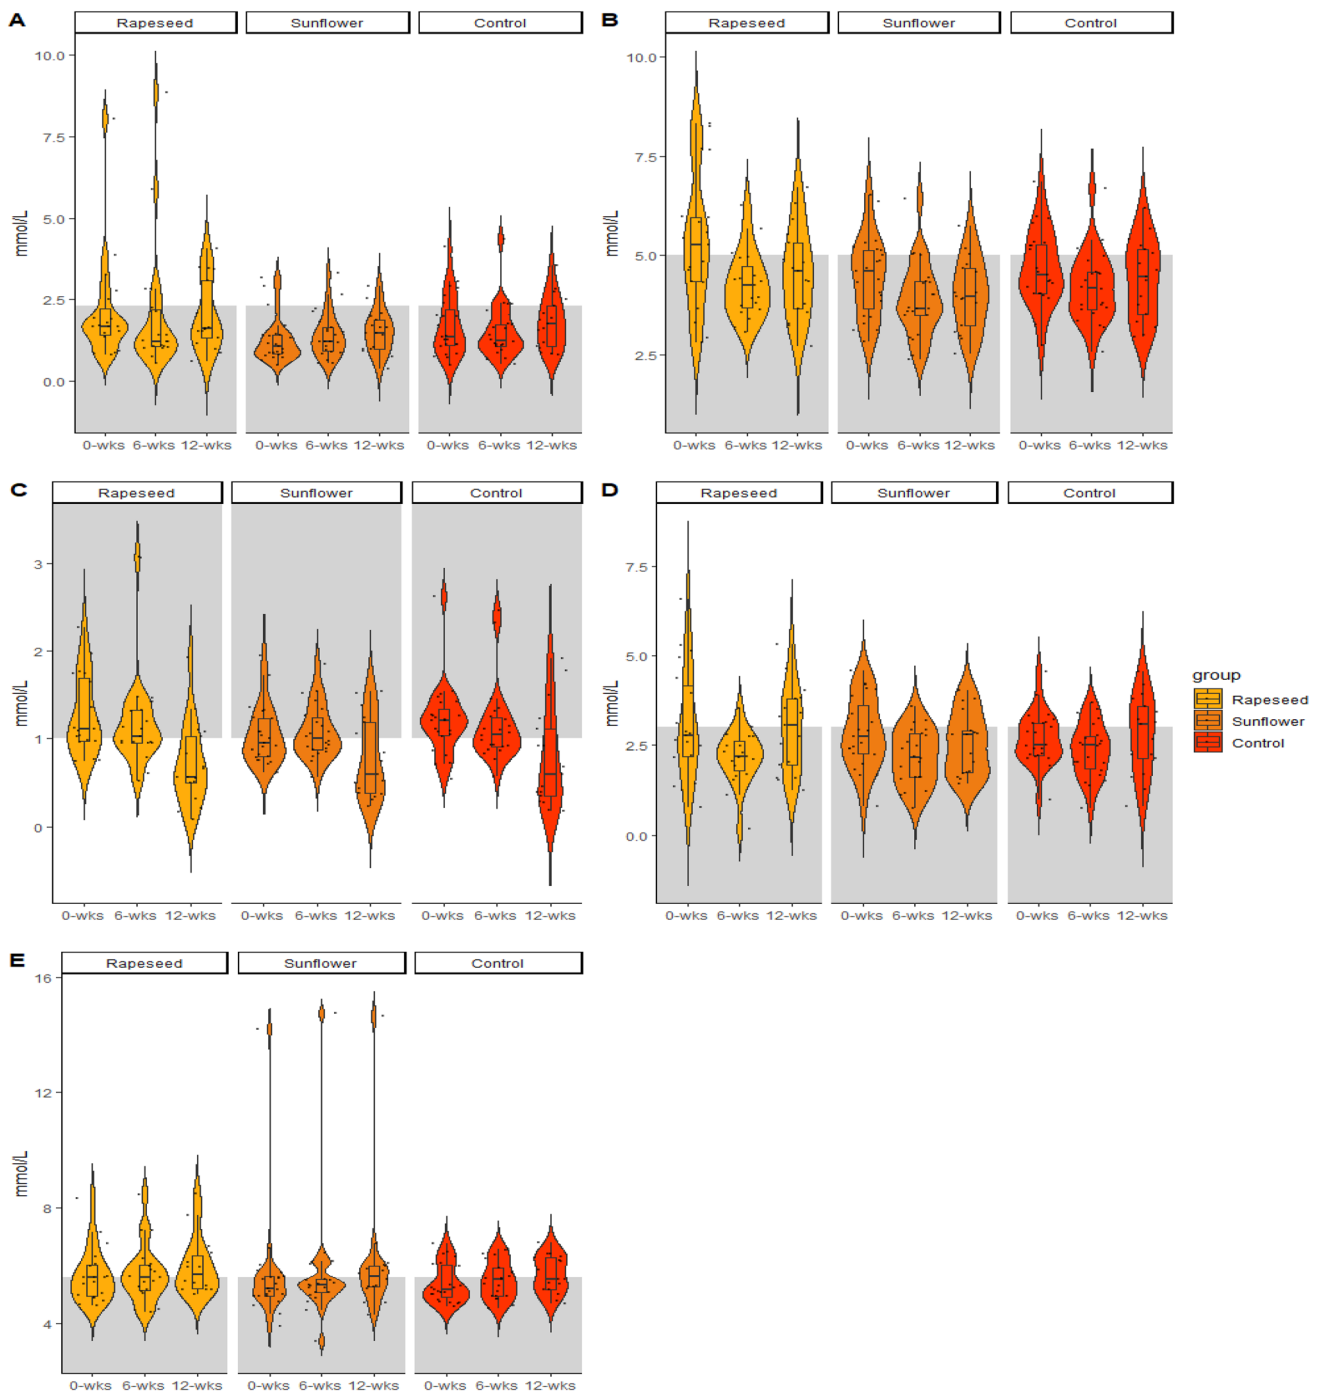 A
Rapeseed Sunflower Control
10.0
7.5
5.0
2.5
0.0
mmol/L
0-wks 6-wks 12-wks 0-wks 6-wks 12-wks 0-wks 6-wks 12-wks
B
Rapeseed Sunflower Control
10.0
7.5
5.0
2.5
mmol/L
0-wks 6-wks 12-wks 0-wks 6-wks 12-wks 0-wks 6-wks 12-wks
C
Rapeseed Sunflower Control
3
2
1
0
mmol/L
0-wks 6-wks 12-wks 0-wks 6-wks 12-wks 0-wks 6-wks 12-wks
D
Rapeseed Sunflower Control
7.5
5.0
2.5
0.0
mmol/L
0-wks 6-wks 12-wks 0-wks 6-wks 12-wks 0-wks 6-wks 12-wks
group
Rapeseed
Sunflower
Control
E
Rapeseed Sunflower Control
16
12
8
4
mmol/L
0-wks 6-wks 12-wks 0-wks 6-wks 12-wks 0-wks 6-wks 12-wks